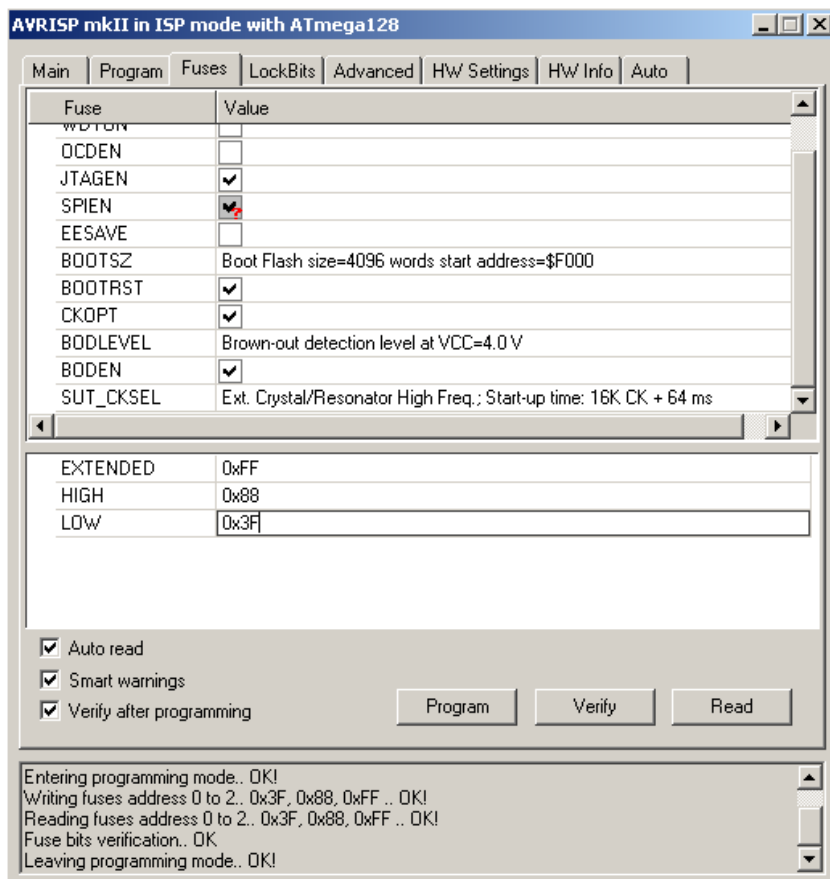 AVRISP mkII in ISP mode with ATmega128
Main Program Fuses LockBits Advanced HW Settings HW Info Auto
Fuse Value
WDTON
OCDEN
JTAGEN
SPIEN ?
EESAVE
BOOTSZ Boot Flash size=4096 words start address=$F000
BOOTRST
CKOPT
BODLEVEL Brown-out detection level at VCC=4.0 V
BODEN
SUT_CKSEL Ext. Crystal/Resonator High Freq.; Start-up time: 16K CK + 64 ms
EXTENDED 0xFF
HIGH 0x88
LOW 0x3F
Auto read
Smart warnings
Verify after programming
Program Verify Read
Entering programming mode.. OK!
Writing fuses address 0 to 2.. 0x3F, 0x88, 0xFF .. OK!
Reading fuses address 0 to 2.. 0x3F, 0x88, 0xFF .. OK!
Fuse bits verification.. OK
Leaving programming mode.. OK!